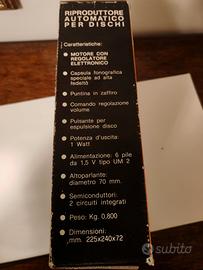 RIPRODUTTORE
AUTOMATICO
PER DISCHI
Caratteristiche:
● MOTORE CON
REGOLATORE
ELETTRONICO
● Capsula fonografica
speciale ad alta
fedeltà
● Puntina in zaffiro
● Comando regolazione
volume
● Pulsante per
espulsione disco
● Potenza d'uscita:
1 Watt
● Alimentazione: 6 pile
da 1,5 V tipo UM 2
● Altoparlante:
diametro 70 mm.
● Semiconduttori:
2 circuiti integrati
● Peso: Kg. 0,800
● Dimensioni:
mm. 225x240x72
subito